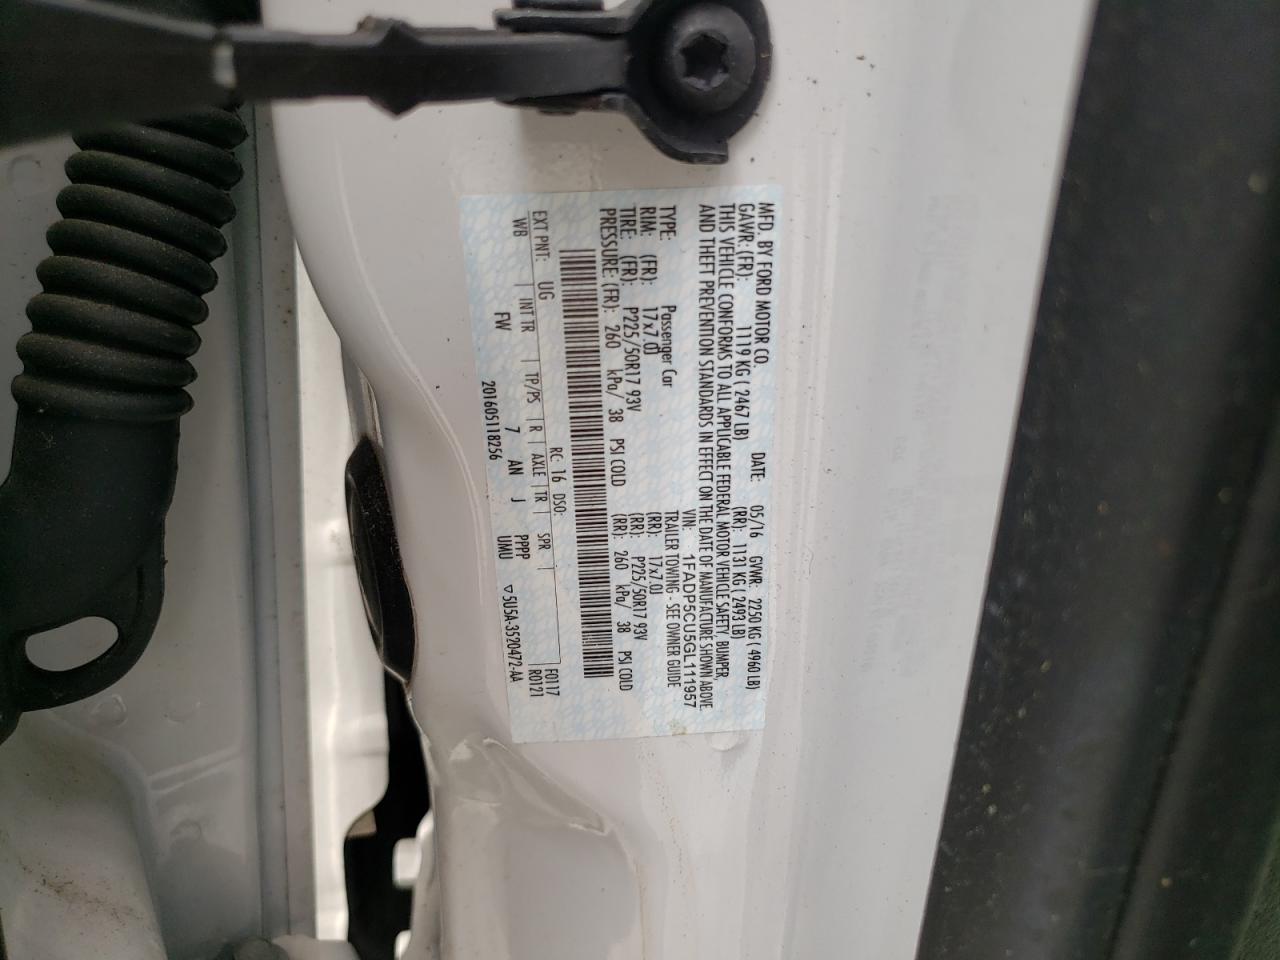 MFD. BY FORD MOTOR CO.
DATE: 05/16 GVWR: 2250 KG ( 4960 LB)
GAWR: (FR): 1119 KG ( 2467 LB) (RR): 1131 KG ( 2493 LB)
THIS VEHICLE CONFORMS TO ALL APPLICABLE FEDERAL MOTOR VEHICLE SAFETY, BUMPER,
AND THEFT PREVENTION STANDARDS IN EFFECT ON THE DATE OF MANUFACTURE SHOWN ABOVE.
VIN: 1FADP5CU5GL111957
TYPE: Passenger Car TRAILER TOWING - SEE OWNER GUIDE
RIM: (FR): 17x7.0J (RR): 17x7.0J
TIRE: (FR): P225/50R17 93V (RR): P225/50R17 93V
PRESSURE: (FR): 260 kPa/ 38 PSI COLD (RR): 260 kPa/ 38 PSI COLD
EXT PNT: UG RC: 16 DSO: F0117
WB INT TR TP/PS R AXLE TR SPR R0121
FW 7 AN J PPPP
201605118256 UMU ▽5U5A-3520472-AA